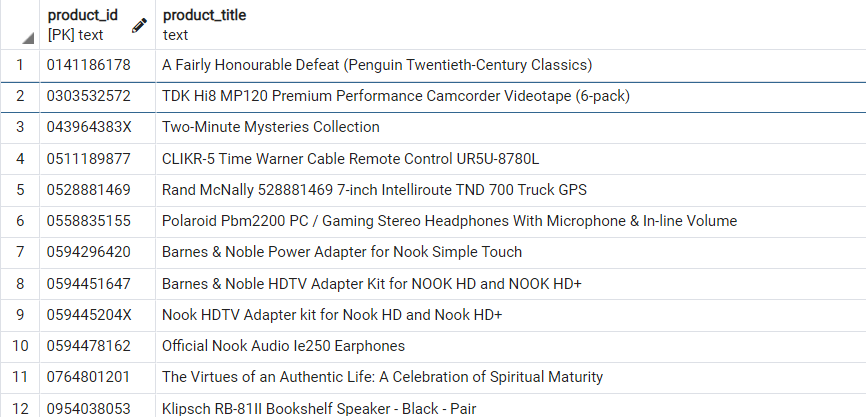 product_id product_title
[PK] text text
1 0141186178 A Fairly Honourable Defeat (Penguin Twentieth-Century Classics)
2 0303532572 TDK Hi8 MP120 Premium Performance Camcorder Videotape (6-pack)
3 043964383X Two-Minute Mysteries Collection
4 0511189877 CLIKR-5 Time Warner Cable Remote Control UR5U-8780L
5 0528881469 Rand McNally 528881469 7-inch Intelliroute TND 700 Truck GPS
6 0558835155 Polaroid Pbm2200 PC / Gaming Stereo Headphones With Microphone & In-line Volume
7 0594296420 Barnes & Noble Power Adapter for Nook Simple Touch
8 0594451647 Barnes & Noble HDTV Adapter Kit for NOOK HD and NOOK HD+
9 059445204X Nook HDTV Adapter kit for Nook HD and Nook HD+
10 0594478162 Official Nook Audio Ie250 Earphones
11 0764801201 The Virtues of an Authentic Life: A Celebration of Spiritual Maturity
12 0954038053 Klipsch RB-81II Bookshelf Speaker - Black - Pair